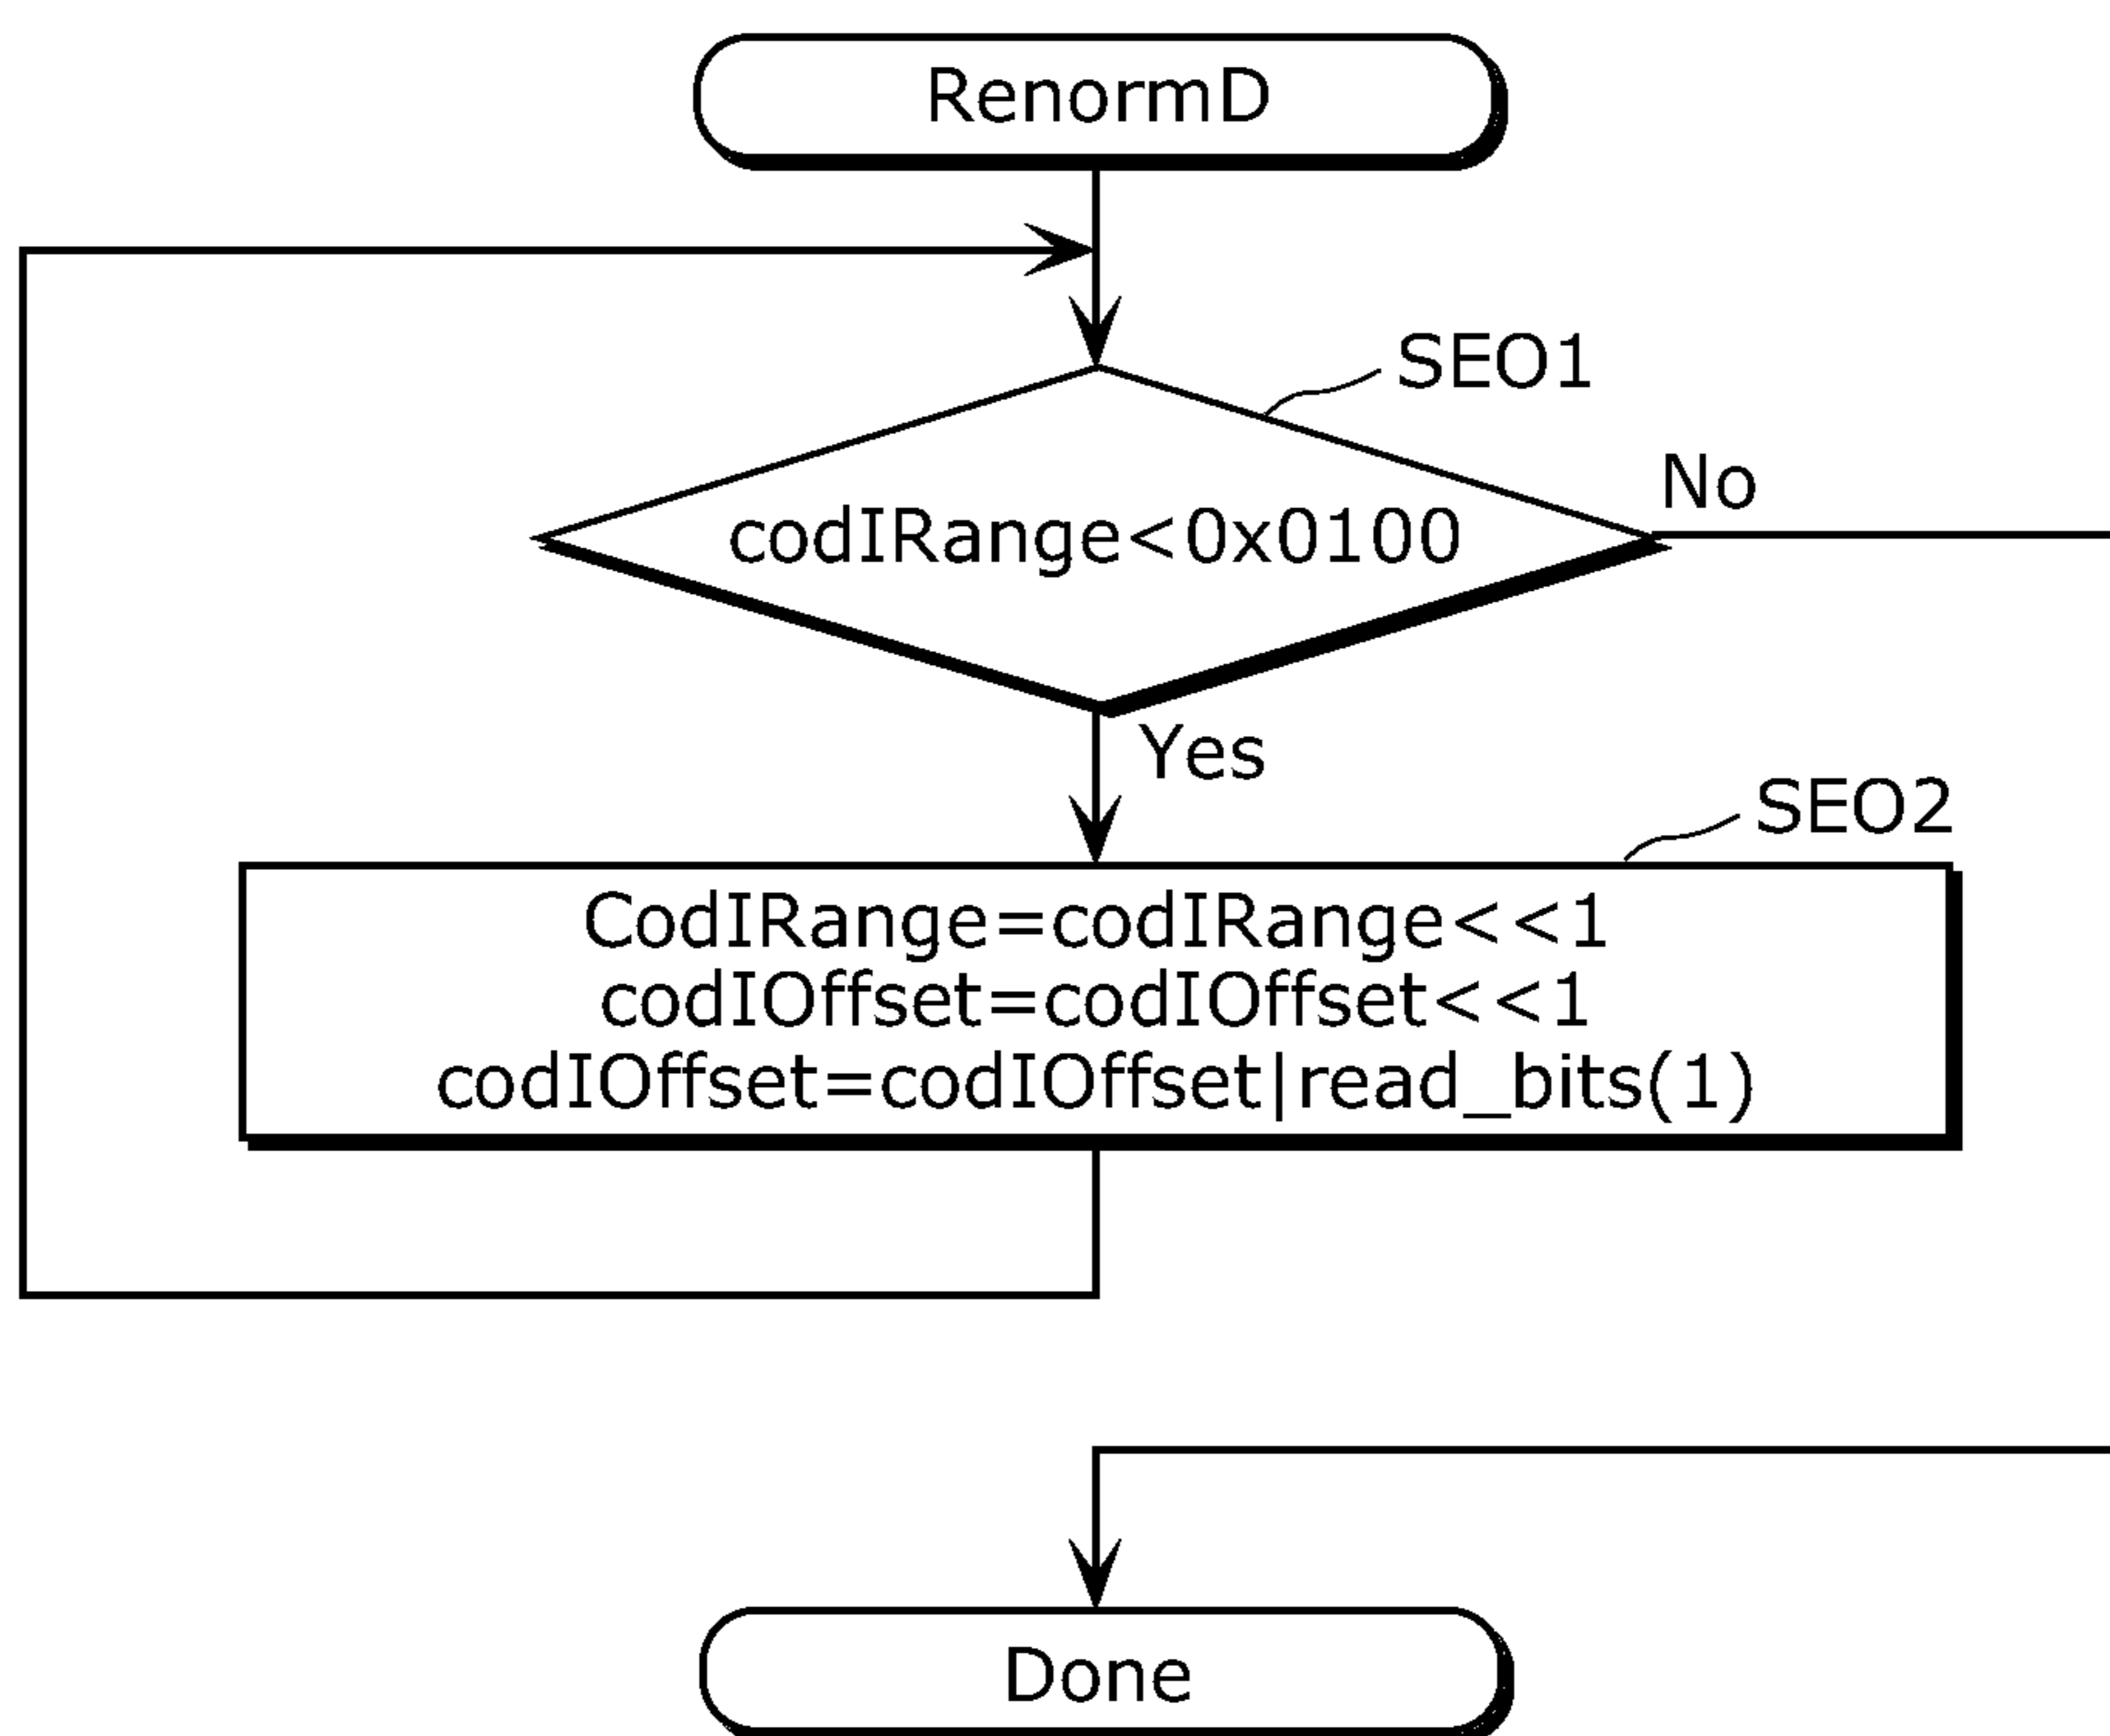 RenormD
SEO1
No
codIRange<0x0100
Yes
SEO2
CodIRange=codIRange<<1
codIOffset=codIOffset<<1
codIOffset=codIOffset|read_bits(1)
Done